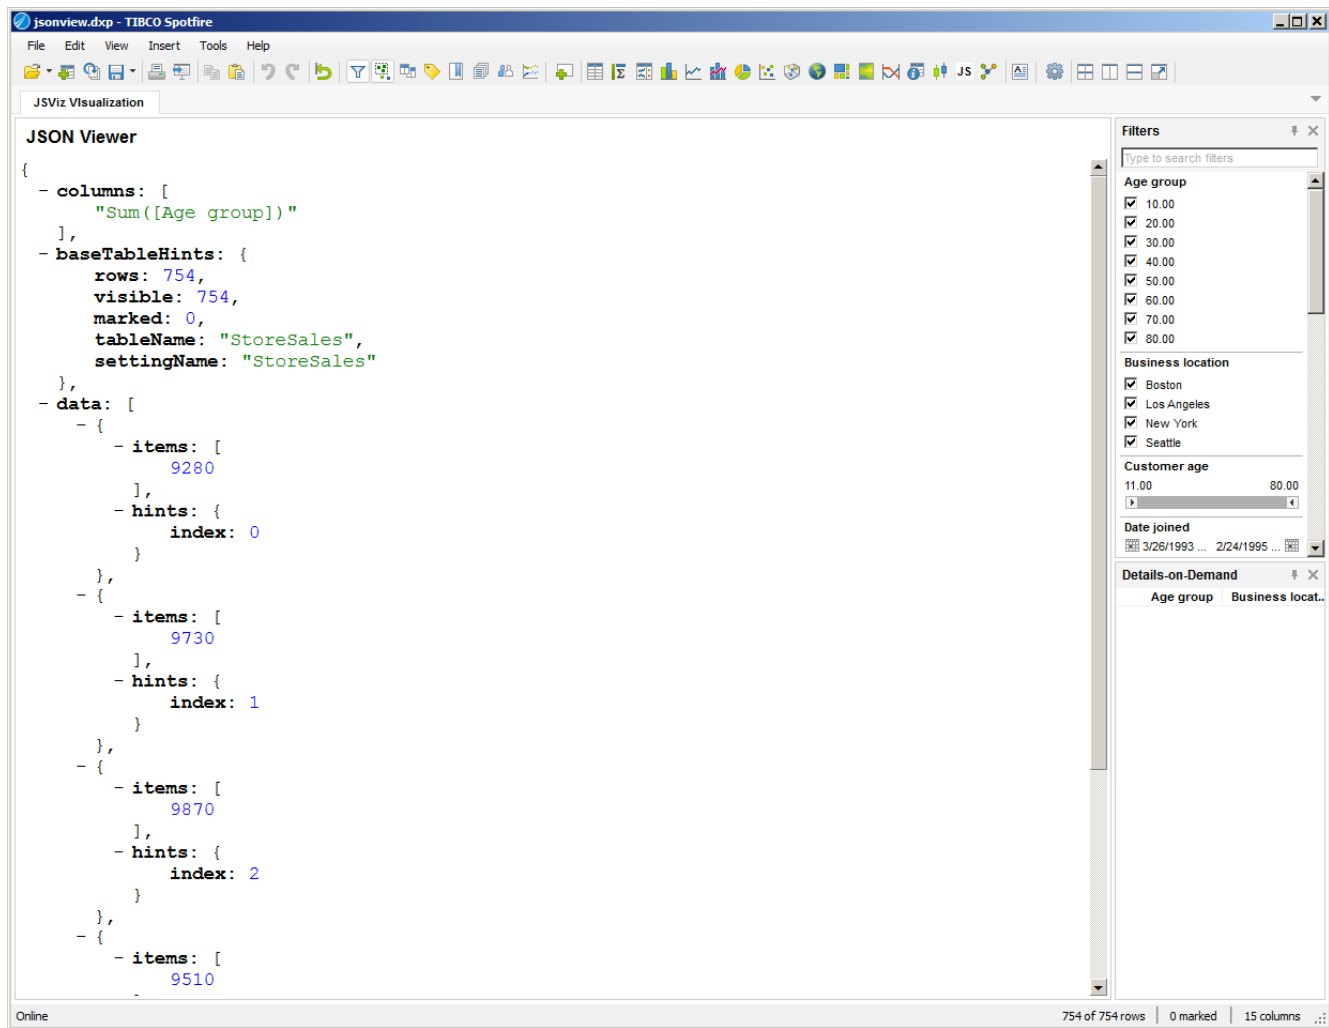 jsonview.dxp - TIBCO Spotfire
File Edit View Insert Tools Help
JS
JSViz VIsualization
JSON Viewer
{
- columns: [
"Sum([Age group])"
],
- baseTableHints: {
rows: 754,
visible: 754,
marked: 0,
tableName: "StoreSales",
settingName: "StoreSales"
},
- data: [
- {
- items: [
9280
],
- hints: {
index: 0
}
},
- {
- items: [
9730
],
- hints: {
index: 1
}
},
- {
- items: [
9870
],
- hints: {
index: 2
}
},
- {
- items: [
9510
Filters
Type to search filters
Age group
10.00
20.00
30.00
40.00
50.00
60.00
70.00
80.00
Business location
Boston
Los Angeles
New York
Seattle
Customer age
11.00 80.00
Date joined
3/26/1993 ... 2/24/1995 ...
Details-on-Demand
Age group Business locat..
Online 754 of 754 rows 0 marked 15 columns